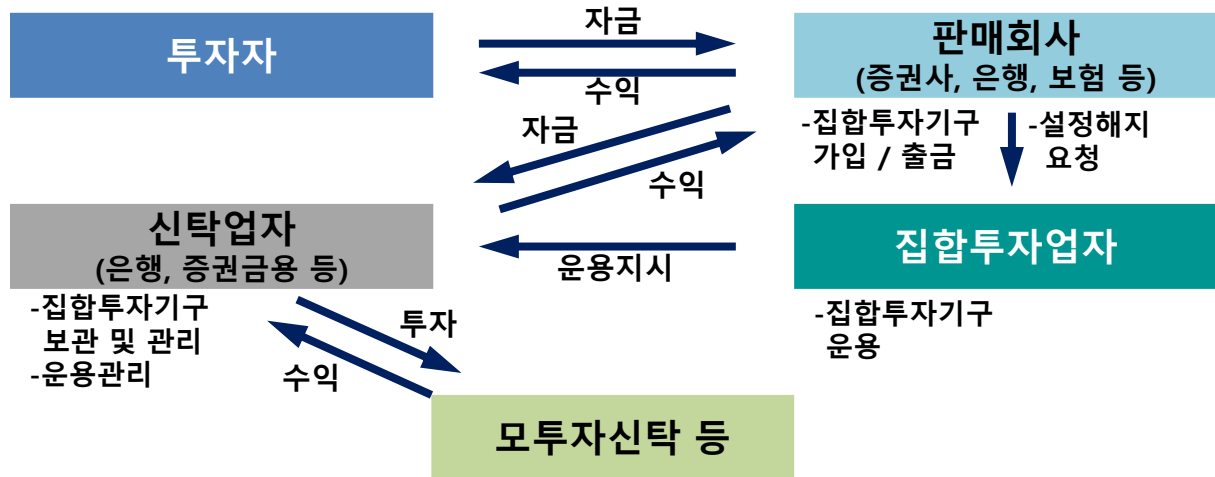 투자자
자금
수익
판매회사
(증권사, 은행, 보험 등)
-집합투자기구
가입 / 출금
-설정해지
요청
자금
수익
신탁업자
(은행, 증권금용 등)
-집합투자기구
보관 및 관리
-운용관리
운용지시
집합투자업자
-집합투자기구
운용
투자
수익
모투자신탁 등